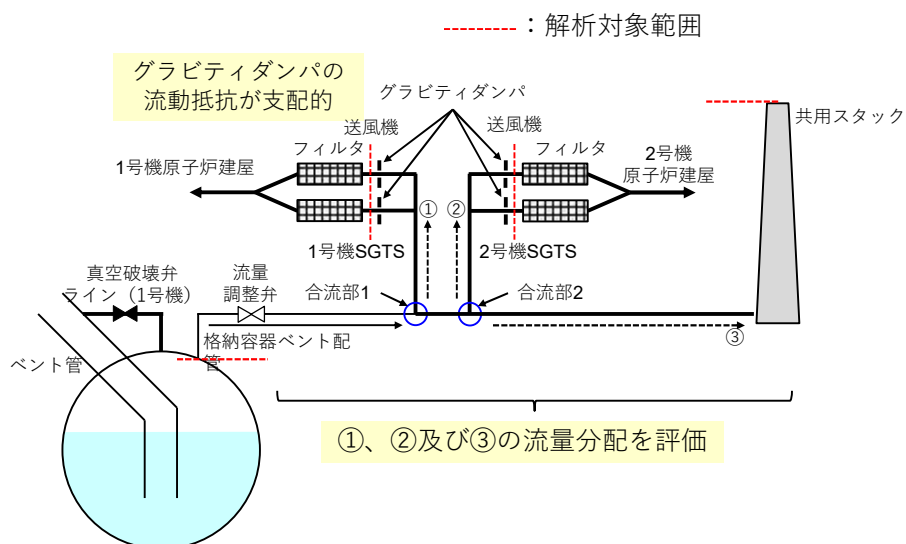 ：解析対象範囲
グラビティダンパの
流動抵抗が支配的
グラビティダンパ
共用スタック
送風機
送風機
フィルタ
フィルタ
1号機原子炉建屋
2号機
原子炉建屋
①
②
1号機SGTS
2号機SGTS
真空破壊弁
ライン（1号機）
流量
調整弁
合流部1
合流部2
格納容器ベント配
管
③
ベント管
①、②及び③の流量分配を評価